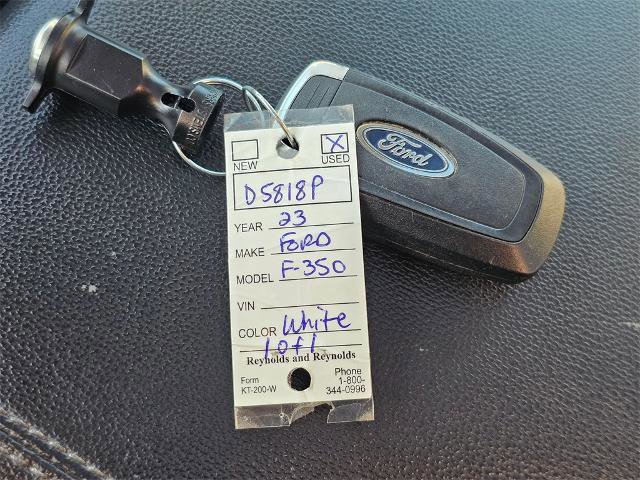 Ford
X
NEW USED
D5818P
YEAR 23
MAKE FORD
MODEL F-350
VIN
COLOR White
1 of 1
Reynolds and Reynolds
Form
KT-200-W
Phone
1-800-
344-0996